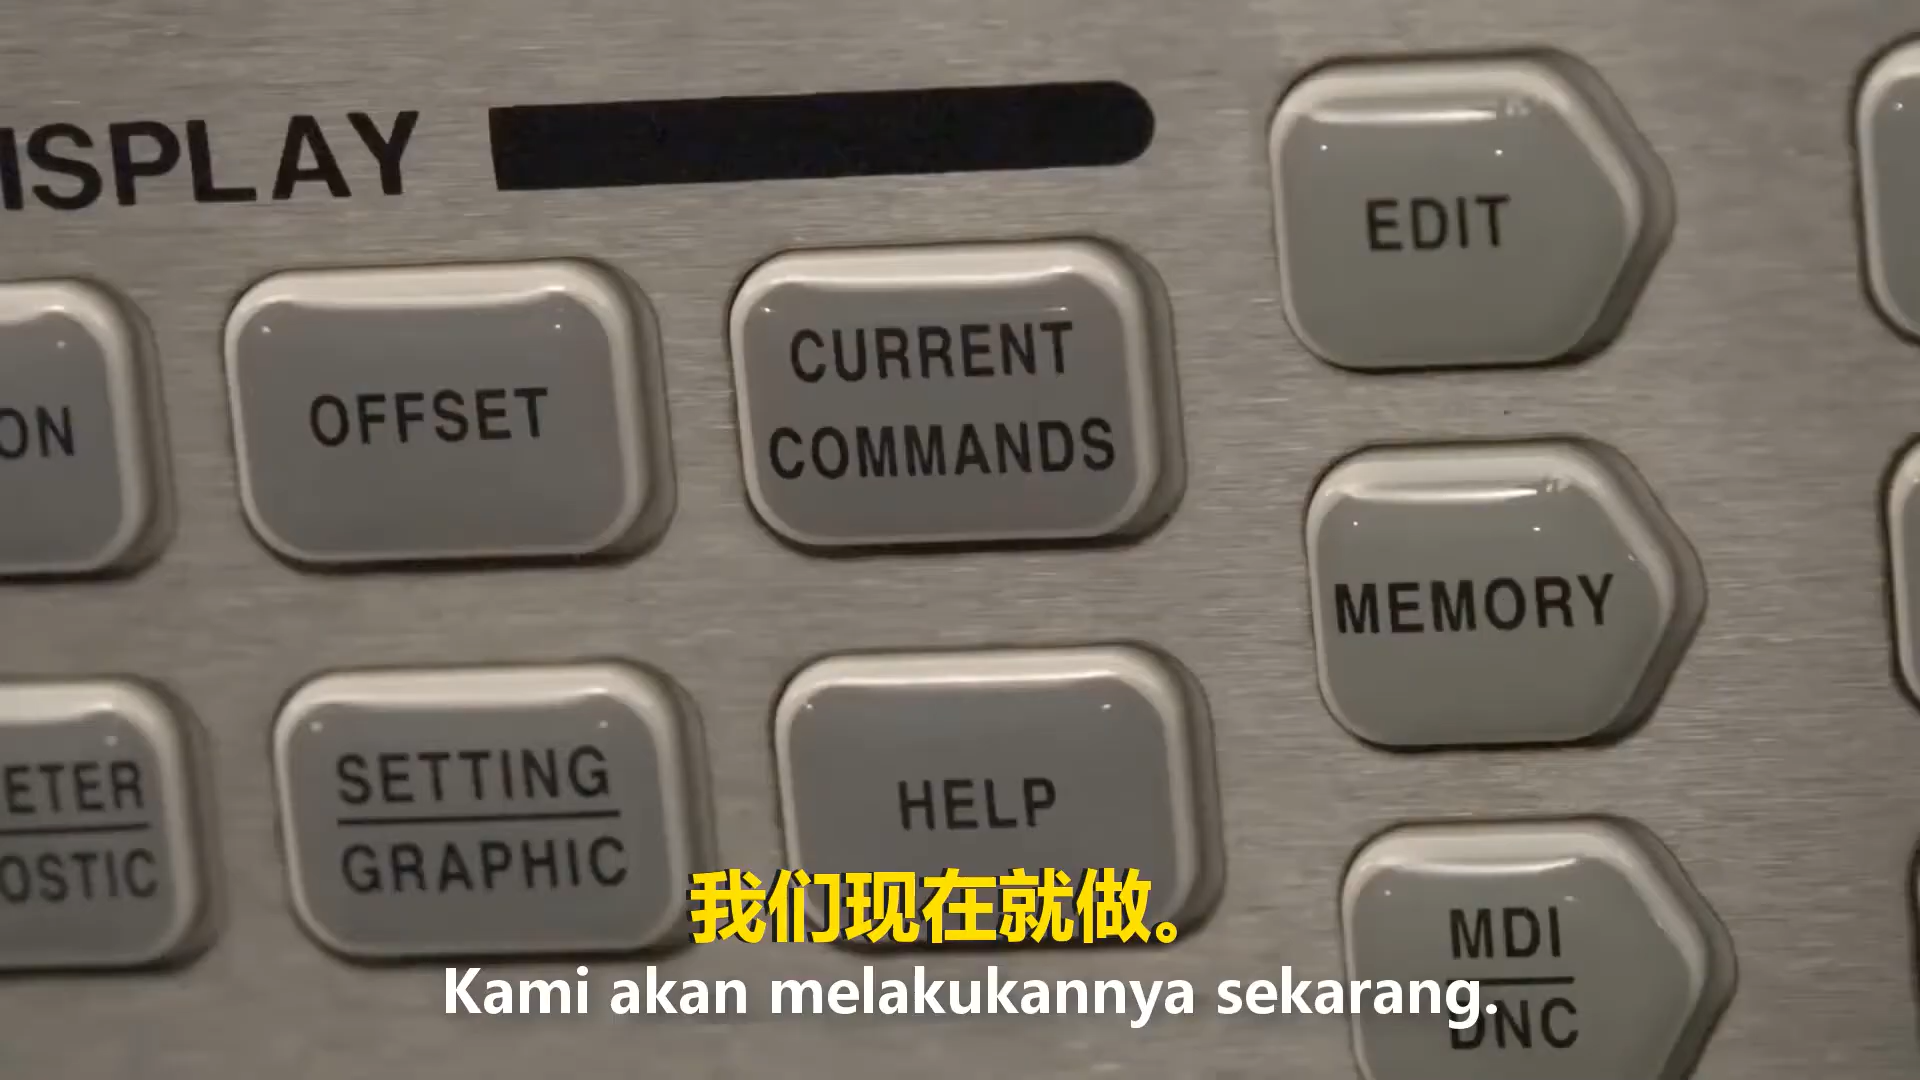 ISPLAY
EDIT
ON
OFFSET
CURRENT
COMMANDS
MEMORY
ETER
OSTIC
SETTING
GRAPHIC
HELP
MDI
DNC
我们现在就做。
Kami akan melakukannya sekarang.